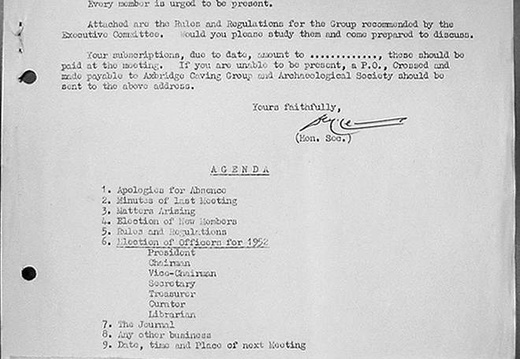 Every member is urged to be present.
Attached are the Rules and Regulations for the Group recommended by the
Executive Committee. Would you please study them and come prepared to discuss.
Your subscriptions, due to date, amount to ............., these should be
paid at the meeting. If you are unable to be present, a P.O., Crossed and
made payable to Axbridge Caving Group and Archaeological Society should be
sent to the above address.
Yours faithfully,
(Hon. Sec.)
AGENDA
1. Apologies for Absence
2. Minutes of last Meeting
3. Matters Arising
4. Election of New Members
5. Rules and Regulations
6. Election of Officers for 1952
President
Chairman
Vice-Chairman
Secretary
Treasurer
Curator
Librarian
7. The Journal
8. Any other business
9. Date, time and Place of next Meeting